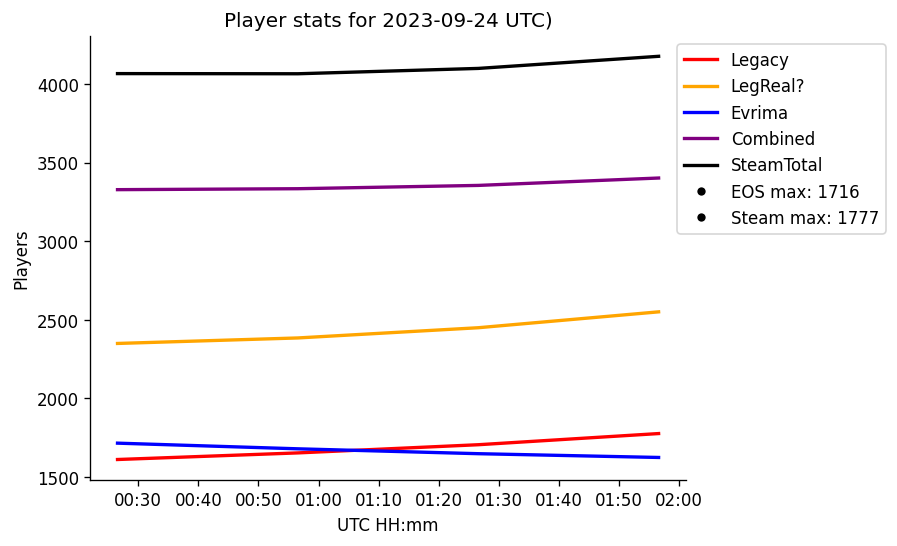 Player stats for 2023-09-24 UTC)
Legacy
LegReal?
Evrima
Combined
SteamTotal
EOS max: 1716
Steam max: 1777
Players
4000
3500
3000
2500
2000
1500
00:30 00:40 00:50 01:00 01:10 01:20 01:30 01:40 01:50 02:00
UTC HH:mm